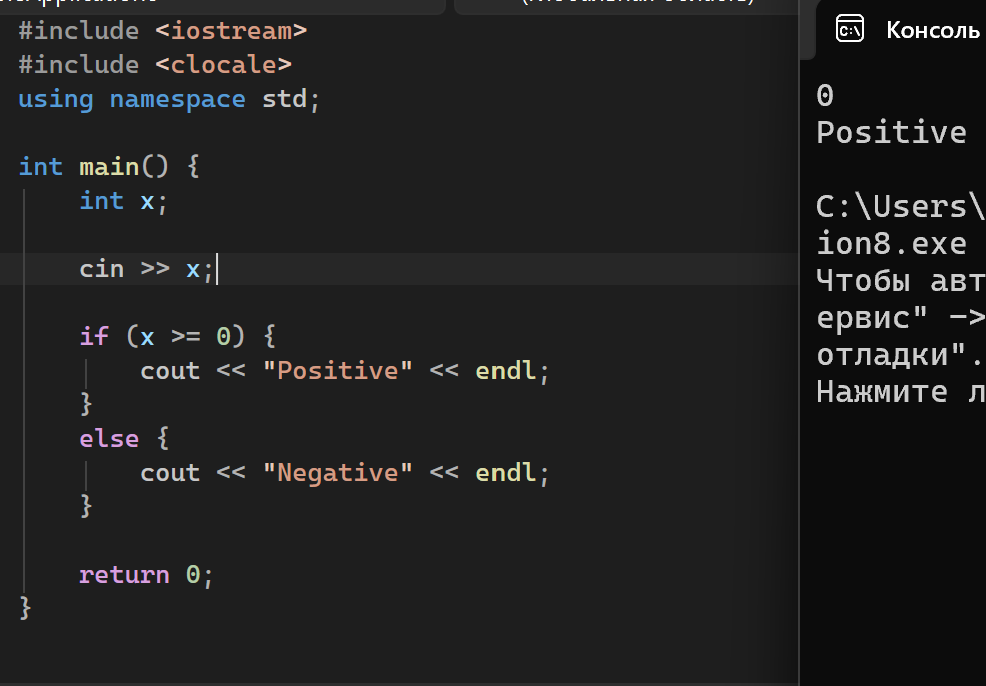 #include <iostream>
#include <clocale>
using namespace std;
int main() {
int x;
cin >> x;
if (x >= 0) {
cout << "Positive" << endl;
}
else {
cout << "Negative" << endl;
}
return 0;
}
Консоль
0
Positive
C:\Users\
ion8.exe
Чтобы авт
ервис" ->
отладки".
Нажмите л